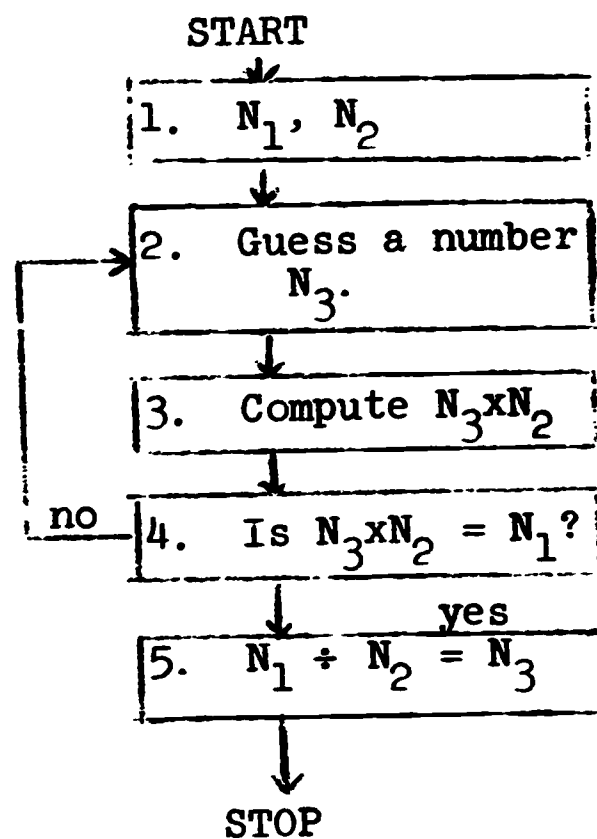 START
1. N₁, N₂
2. Guess a number
N₃.
3. Compute N₃xN₂
no
4. Is N₃xN₂ = N₁?
yes
5. N₁ ÷ N₂ = N₃
STOP